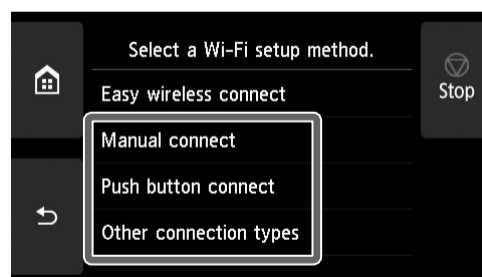 Select a Wi-Fi setup method.
Easy wireless connect
Stop
Manual connect
Push button connect
Other connection types